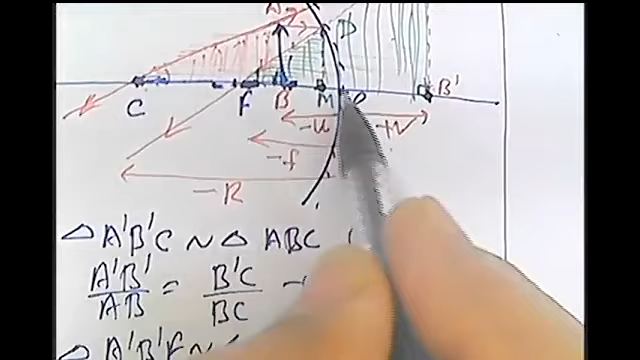 A D
C F B M P B'
-u +v
-f
-R
△ A'B'C ~ △ ABC
A'B'/AB = B'C/BC
△ A'B'F ~